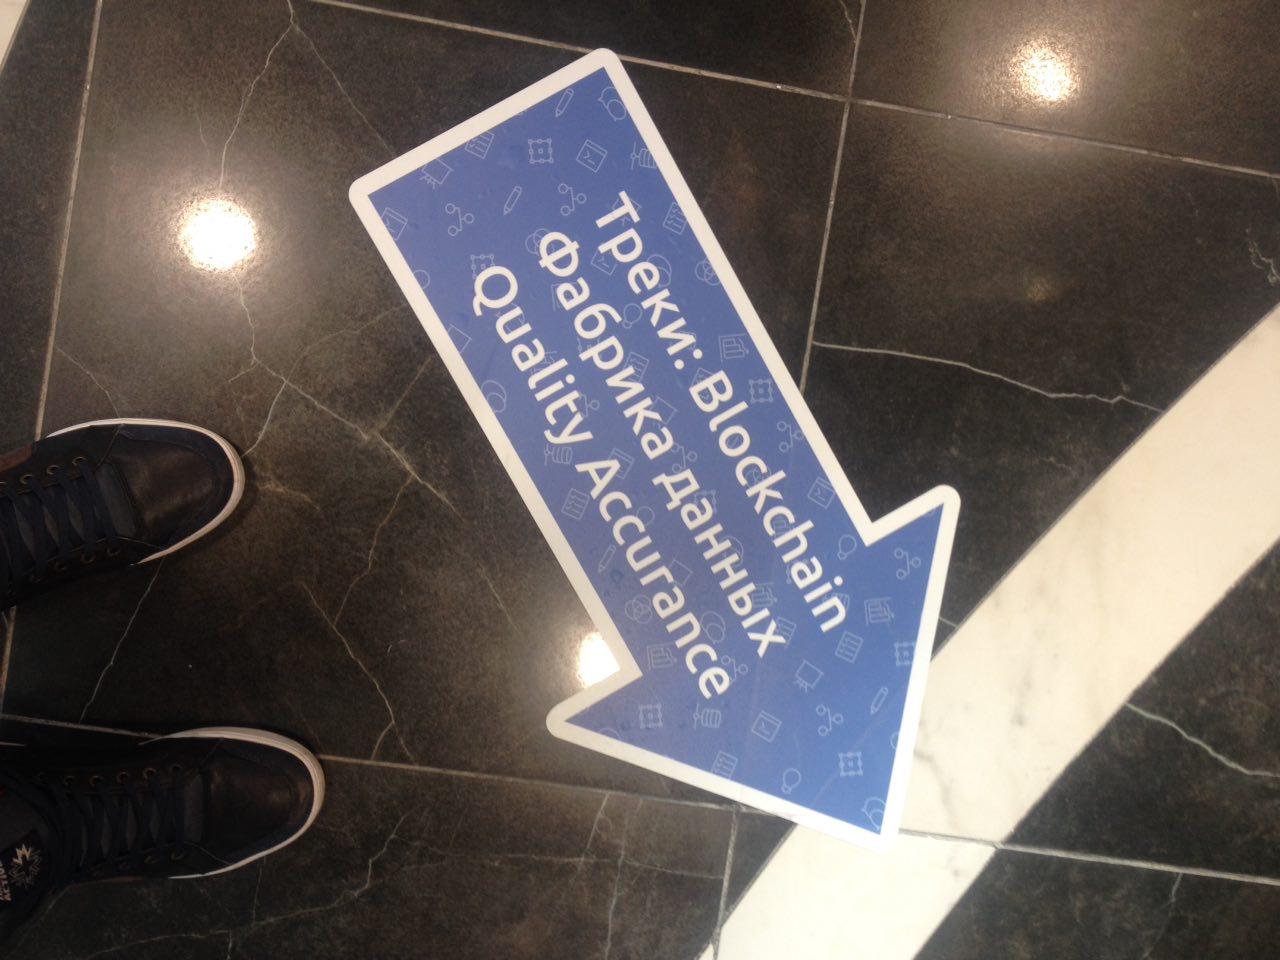 Треки: Blockchain
Фабрика данных
Quality Accurance